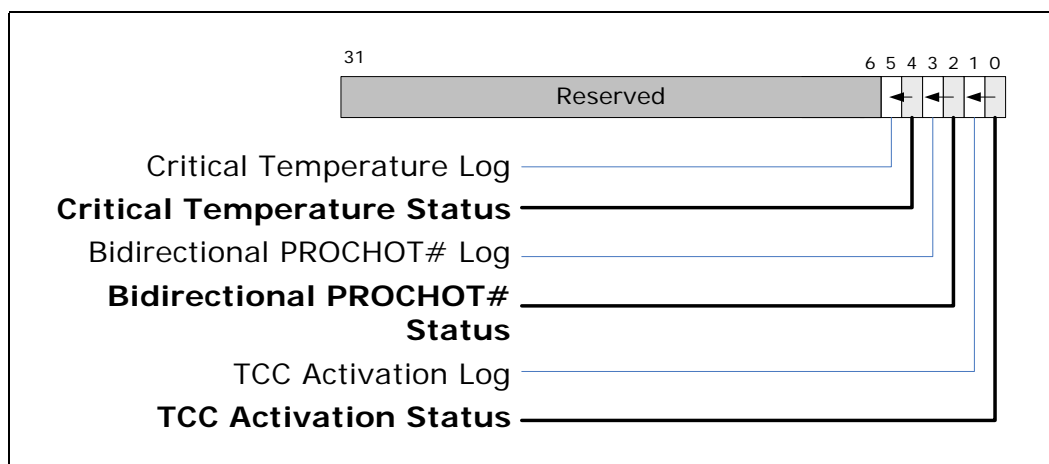 31 6 5 4 3 2 1 0
Reserved
Critical Temperature Log
Critical Temperature Status
Bidirectional PROCHOT# Log
Bidirectional PROCHOT#
Status
TCC Activation Log
TCC Activation Status